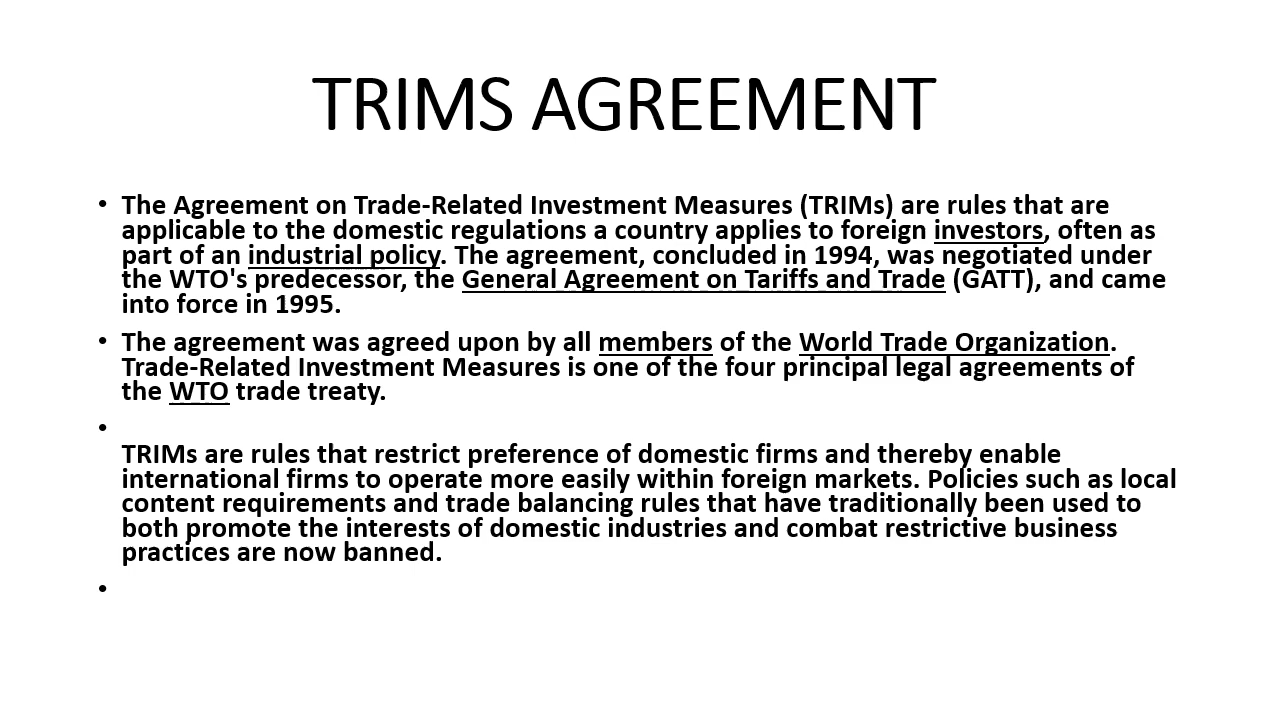 TRIMS AGREEMENT
• The Agreement on Trade-Related Investment Measures (TRIMs) are rules that are
applicable to the domestic regulations a country applies to foreign investors, often as
part of an industrial policy. The agreement, concluded in 1994, was negotiated under
the WTO's predecessor, the General Agreement on Tariffs and Trade (GATT), and came
into force in 1995.
• The agreement was agreed upon by all members of the World Trade Organization.
Trade-Related Investment Measures is one of the four principal legal agreements of
the WTO trade treaty.
•
TRIMs are rules that restrict preference of domestic firms and thereby enable
international firms to operate more easily within foreign markets. Policies such as local
content requirements and trade balancing rules that have traditionally been used to
both promote the interests of domestic industries and combat restrictive business
practices are now banned.
•